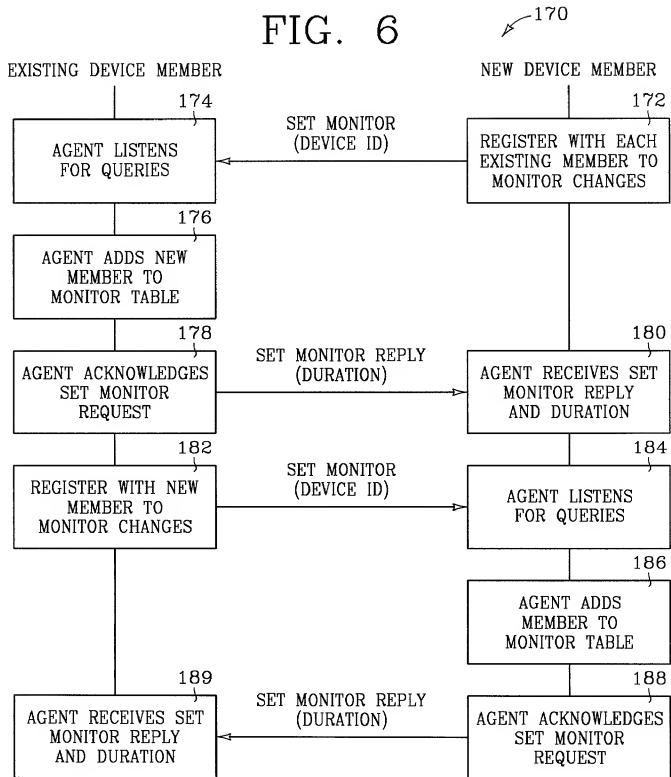 FIG. 6
170
EXISTING DEVICE MEMBER
NEW DEVICE MEMBER
174
AGENT LISTENS
FOR QUERIES
SET MONITOR
(DEVICE ID)
172
REGISTER WITH EACH
EXISTING MEMBER TO
MONITOR CHANGES
176
AGENT ADDS NEW
MEMBER TO
MONITOR TABLE
178
AGENT ACKNOWLEDGES
SET MONITOR
REQUEST
SET MONITOR REPLY
(DURATION)
180
AGENT RECEIVES SET
MONITOR REPLY
AND DURATION
182
REGISTER WITH NEW
MEMBER TO
MONITOR CHANGES
SET MONITOR
(DEVICE ID)
184
AGENT LISTENS
FOR QUERIES
186
AGENT ADDS
MEMBER TO
MONITOR TABLE
189
AGENT RECEIVES SET
MONITOR REPLY
AND DURATION
SET MONITOR REPLY
(DURATION)
188
AGENT ACKNOWLEDGES
SET MONITOR
REQUEST